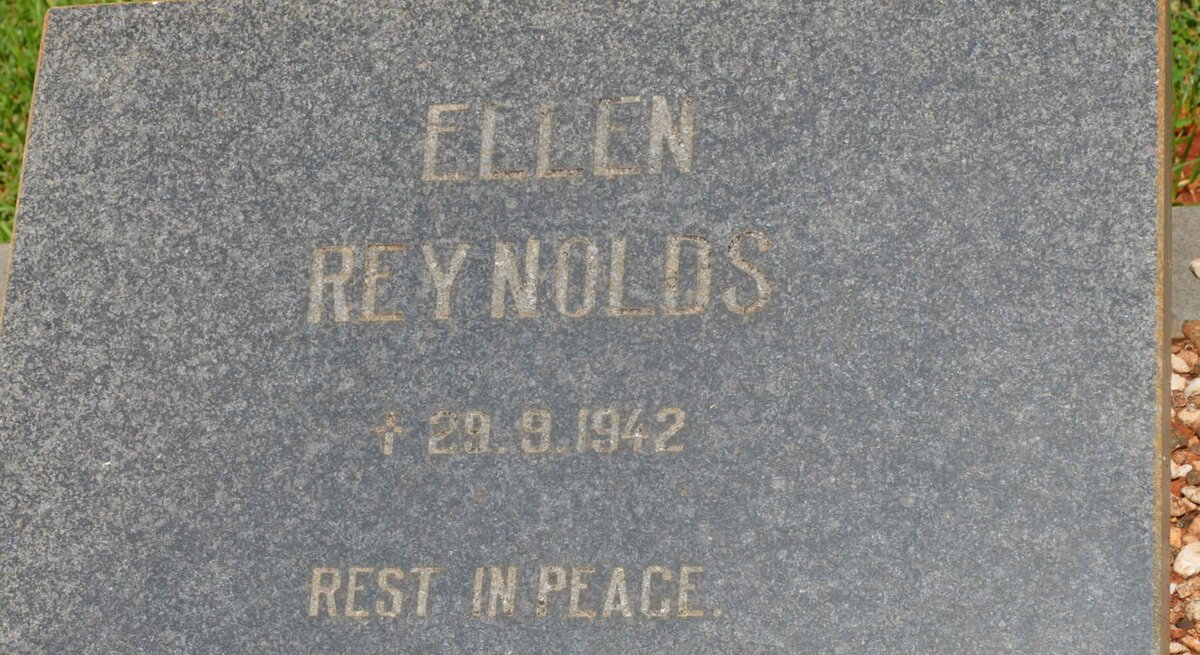 ELLEN
REYNOLDS
✝ 29.9.1942
REST IN PEACE.